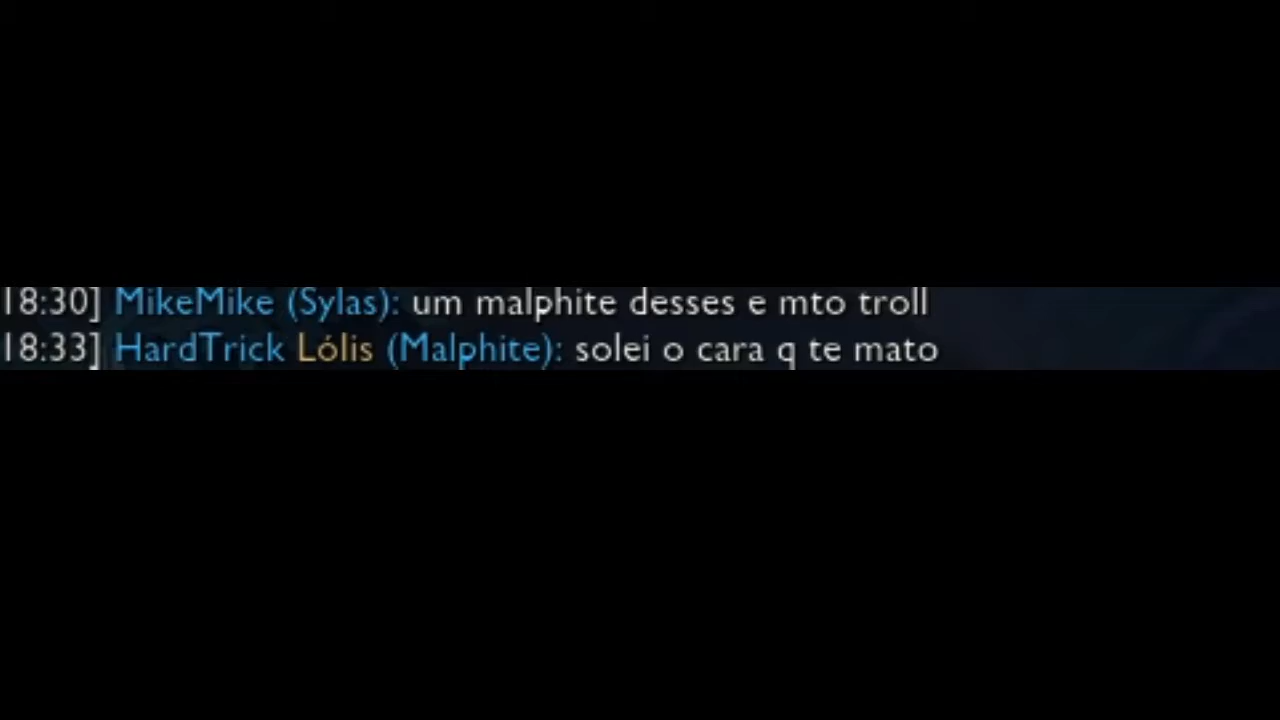 18:30] MikeMike (Sylas): um malphite desses e mto troll
18:33] HardTrick Lólis (Malphite): solei o cara q te mato